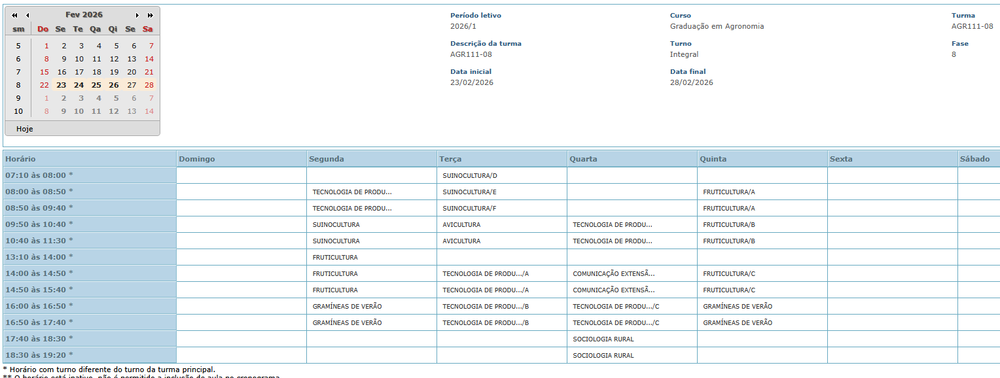 Fev 2026
sm Do Se Te Qa Qi Se Sa
5 1 2 3 4 5 6 7
6 8 9 10 11 12 13 14
7 15 16 17 18 19 20 21
8 22 23 24 25 26 27 28
9 1 2 3 4 5 6 7
10 8 9 10 11 12 13 14
Hoje
Período letivo Curso Turma
2026/1 Graduação em Agronomia AGR111-08
Descrição da turma Turno Fase
AGR111-08 Integral 8
Data inicial Data final
23/02/2026 28/02/2026
Horário Domingo Segunda Terça Quarta Quinta Sexta Sábado
07:10 às 08:00 * SUINOCULTURA/D
08:00 às 08:50 * TECNOLOGIA DE PRODU... SUINOCULTURA/E FRUTICULTURA/A
08:50 às 09:40 * TECNOLOGIA DE PRODU... SUINOCULTURA/F FRUTICULTURA/A
09:50 às 10:40 * SUINOCULTURA AVICULTURA TECNOLOGIA DE PRODU... FRUTICULTURA/B
10:40 às 11:30 * SUINOCULTURA AVICULTURA TECNOLOGIA DE PRODU... FRUTICULTURA/B
13:10 às 14:00 * FRUTICULTURA
14:00 às 14:50 * FRUTICULTURA TECNOLOGIA DE PRODU.../A COMUNICAÇÃO EXTENSÃ... FRUTICULTURA/C
14:50 às 15:40 * FRUTICULTURA TECNOLOGIA DE PRODU.../A COMUNICAÇÃO EXTENSÃ... FRUTICULTURA/C
16:00 às 16:50 * GRAMÍNEAS DE VERÃO TECNOLOGIA DE PRODU.../B TECNOLOGIA DE PRODU.../C GRAMÍNEAS DE VERÃO
16:50 às 17:40 * GRAMÍNEAS DE VERÃO TECNOLOGIA DE PRODU.../B TECNOLOGIA DE PRODU.../C GRAMÍNEAS DE VERÃO
17:40 às 18:30 * SOCIOLOGIA RURAL
18:30 às 19:20 * SOCIOLOGIA RURAL
* Horário com turno diferente do turno da turma principal.
** O horário está inativo, não é permitido a inclusão de aula no cronograma.